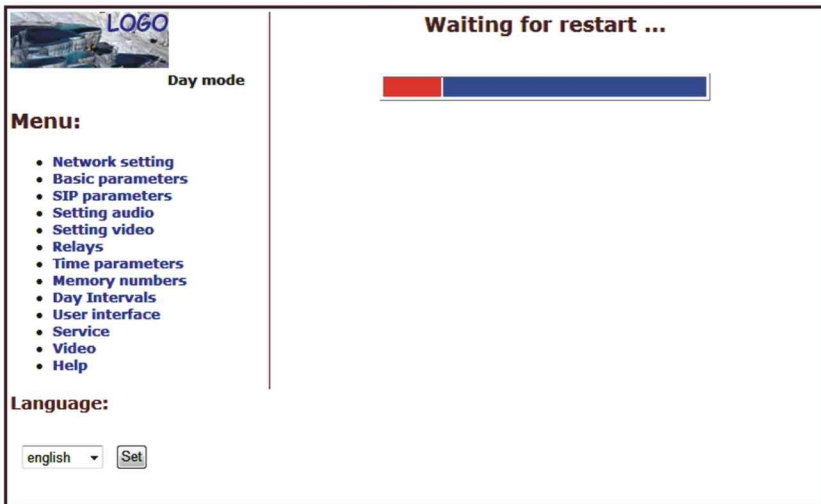 LOGO
Day mode
Menu:
Network setting
Basic parameters
SIP parameters
Setting audio
Setting video
Relays
Time parameters
Memory numbers
Day Intervals
User interface
Service
Video
Help
Language:
english
Set
Waiting for restart ...